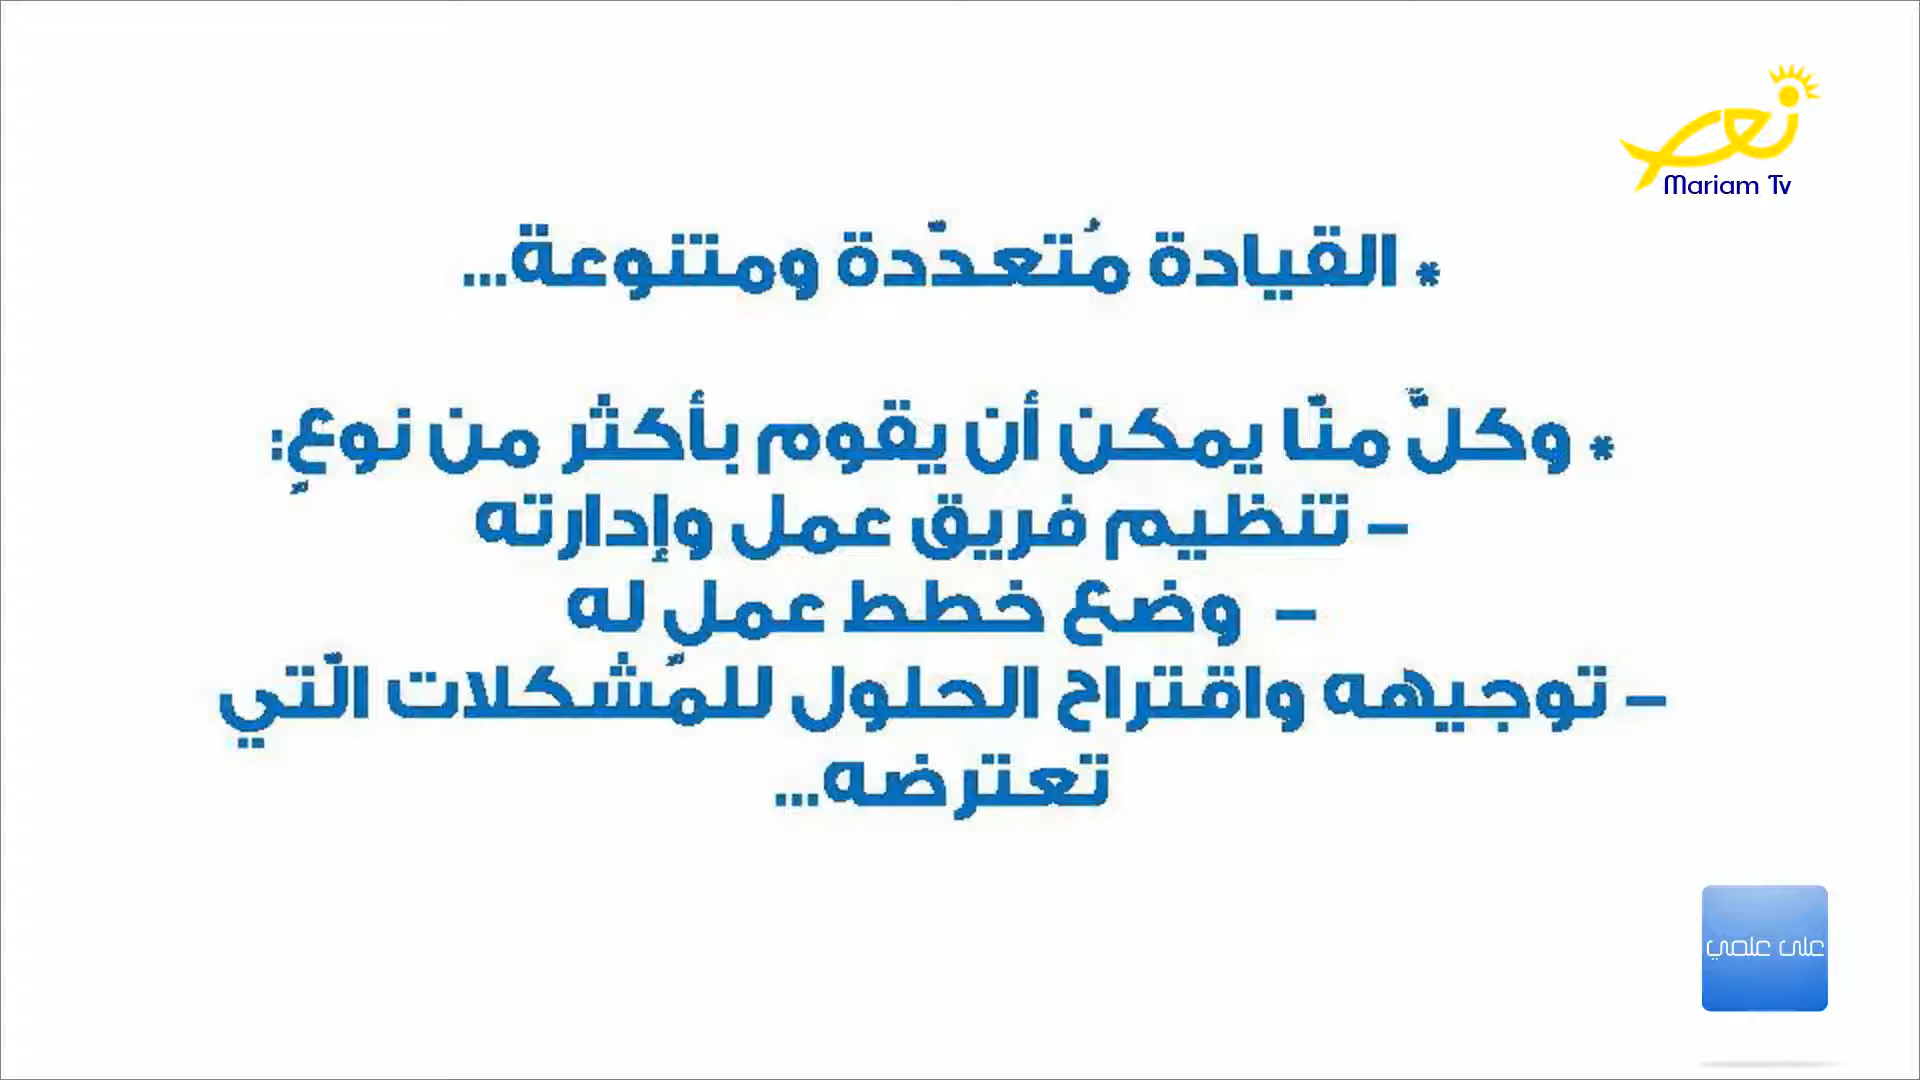 نعم
Mariam Tv
* القيادة مُتعدّدة ومتنوعة...
* وكلٌّ منّا يمكن أن يقوم بأكثر من نوعٍ:
– تنظيم فريق عمل وإدارته
– وضع خطط عملٍ له
– توجيهه واقتراح الحلول للمُشكلات الّتي
تعترضه...
على علمي